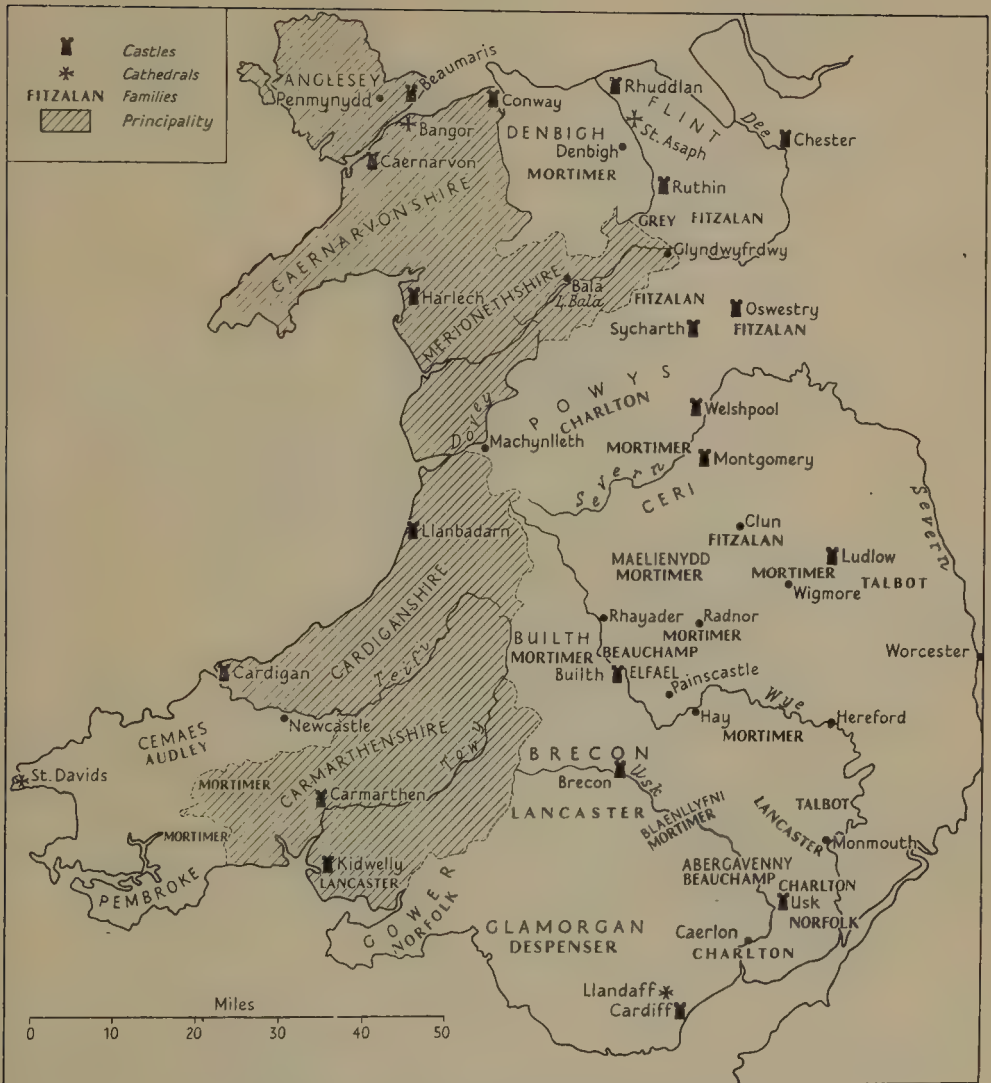 Castles
Cathedrals
FITZALAN Families
Principality
ANGLESEY
Penmynydd
Beaumaris
Bangor
Caernarvon
Conway
Rhuddlan
FLINT
St. Asaph
Dee
Chester
DENBIGH
Denbigh
MORTIMER
Ruthin
GREY FITZALAN
CAERNARVONSHIRE
Glyndwyfrdwy
Harlech
MERIONETHSHIRE
Bala
L. Bala
FITZALAN
Sycharth
Oswestry
FITZALAN
POWYS
CHARLTON
Welshpool
Dovey
Machynlleth
MORTIMER
Montgomery
Severn
CERI
Severn
Llanbadarn
Clun
FITZALAN
MAELIENYDD
MORTIMER
Ludlow
MORTIMER
TALBOT
Wigmore
Rhayader
Radnor
MORTIMER
CARDIGANSHIRE
Teifi
BUILTH
MORTIMER
BEAUCHAMP
ELFAEL
Builth
Worcester
Cardigan
Newcastle
Painscastle
Hay
Wye
Hereford
MORTIMER
CEMAES
AUDLEY
St. Davids
CARMARTHENSHIRE
Towy
MORTIMER
Carmarthen
BRECON
Brecon
Usk
LANCASTER
BLAENLLYFNI
MORTIMER
TALBOT
LANCASTER
Monmouth
MORTIMER
PEMBROKE
Kidwelly
LANCASTER
GOWER
NORFOLK
ABERGAVENNY
BEAUCHAMP
CHARLTON
Usk
NORFOLK
GLAMORGAN
DESPENSER
Caerlon
CHARLTON
Llandaff
Cardiff
Miles
0 10 20 30 40 50